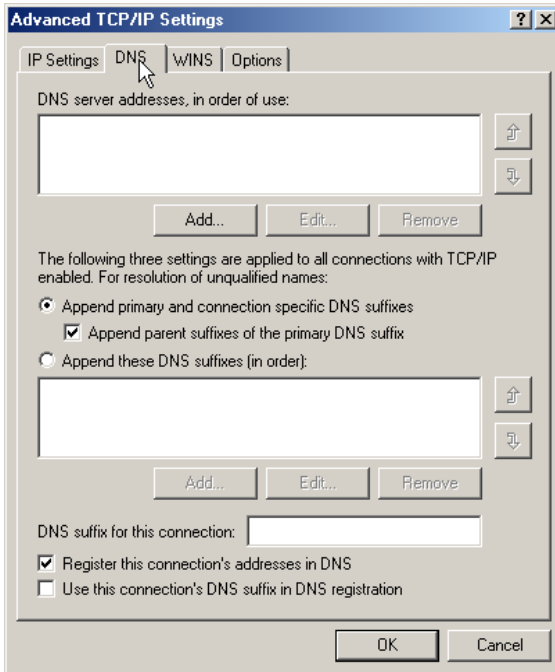 Advanced TCP/IP Settings
IP Settings DNS WINS Options
DNS server addresses, in order of use:
Add... Edit... Remove
The following three settings are applied to all connections with TCP/IP
enabled. For resolution of unqualified names:
Append primary and connection specific DNS suffixes
Append parent suffixes of the primary DNS suffix
Append these DNS suffixes (in order):
Add... Edit... Remove
DNS suffix for this connection:
Register this connection's addresses in DNS
Use this connection's DNS suffix in DNS registration
OK Cancel